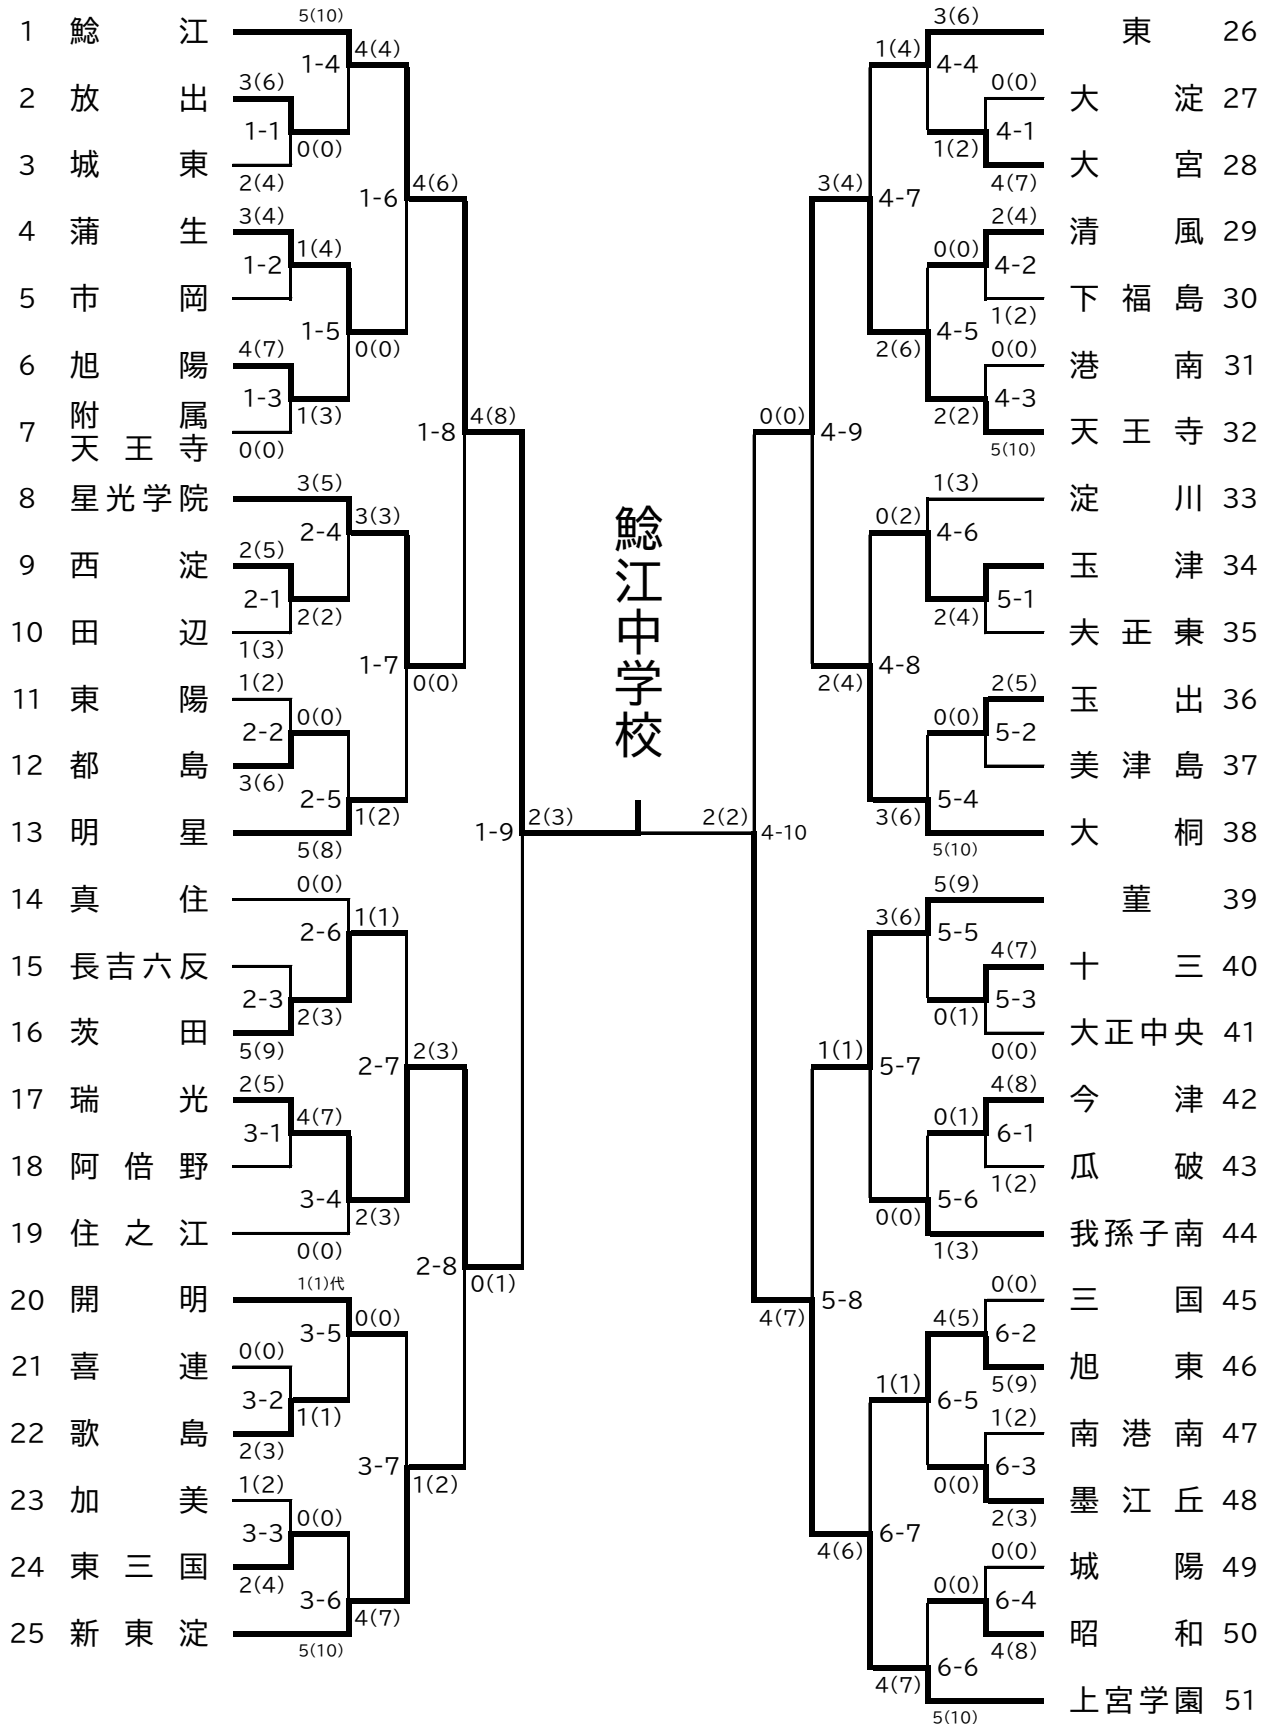 1 鯰江
2 放出
3 城東
4 蒲生
5 市岡
6 旭陽
7 附属天王寺
8 星光学院
9 西淀
10 田辺
11 東陽
12 都島
13 明星
14 真住
15 長吉六反
16 茨田
17 瑞光
18 阿倍野
19 住之江
20 開明
21 喜連
22 歌島
23 加美
24 東三国
25 新東淀
5(10)
3(6)
2(4)
3(4)
4(7)
0(0)
3(5)
2(5)
1(3)
1(2)
3(6)
5(8)
0(0)
5(9)
2(5)
0(0)
1(1)代
0(0)
2(3)
1(2)
2(4)
5(10)
1-1
1-2
1-3
2-1
2-2
2-3
3-1
3-2
3-3
4(4)
0(0)
1(4)
1(3)
3(3)
2(2)
0(0)
1(2)
1(1)
2(3)
4(7)
2(3)
0(0)
1(1)
0(0)
4(7)
1-4
1-5
2-4
2-5
2-6
3-4
3-5
3-6
4(6)
0(0)
0(0)
2(3)
1(2)
1-6
1-7
2-7
3-7
4(8)
0(1)
1-8
2-8
1-9
2(3)
鯰江中学校
2(2)
4-10
0(0)
4(7)
4-9
5-8
3(4)
2(4)
1(1)
4(6)
4-7
4-8
5-7
6-7
1(4)
2(6)
0(2)
3(6)
3(6)
0(0)
1(1)
4(7)
4-4
4-5
4-6
5-4
5-5
5-6
6-5
6-6
3(6)
1(2)
0(0)
2(2)
1(3)
2(4)
0(0)
5(10)
5(9)
0(1)
0(1)
1(3)
4(5)
0(0)
0(0)
5(10)
4-1
4-2
4-3
5-1
5-2
5-3
6-1
6-2
6-3
6-4
0(0)
4(7)
2(4)
1(2)
0(0)
5(10)
2(5)
4(7)
0(0)
4(8)
1(2)
0(0)
5(9)
1(2)
2(3)
0(0)
4(8)
東 26
大淀 27
大宮 28
清風 29
下福島 30
港南 31
天王寺 32
淀川 33
玉津 34
大正東 35
玉出 36
美津島 37
大桐 38
菫 39
十三 40
大正中央 41
今津 42
瓜破 43
我孫子南 44
三国 45
旭東 46
南港南 47
墨江丘 48
城陽 49
昭和 50
上宮学園 51